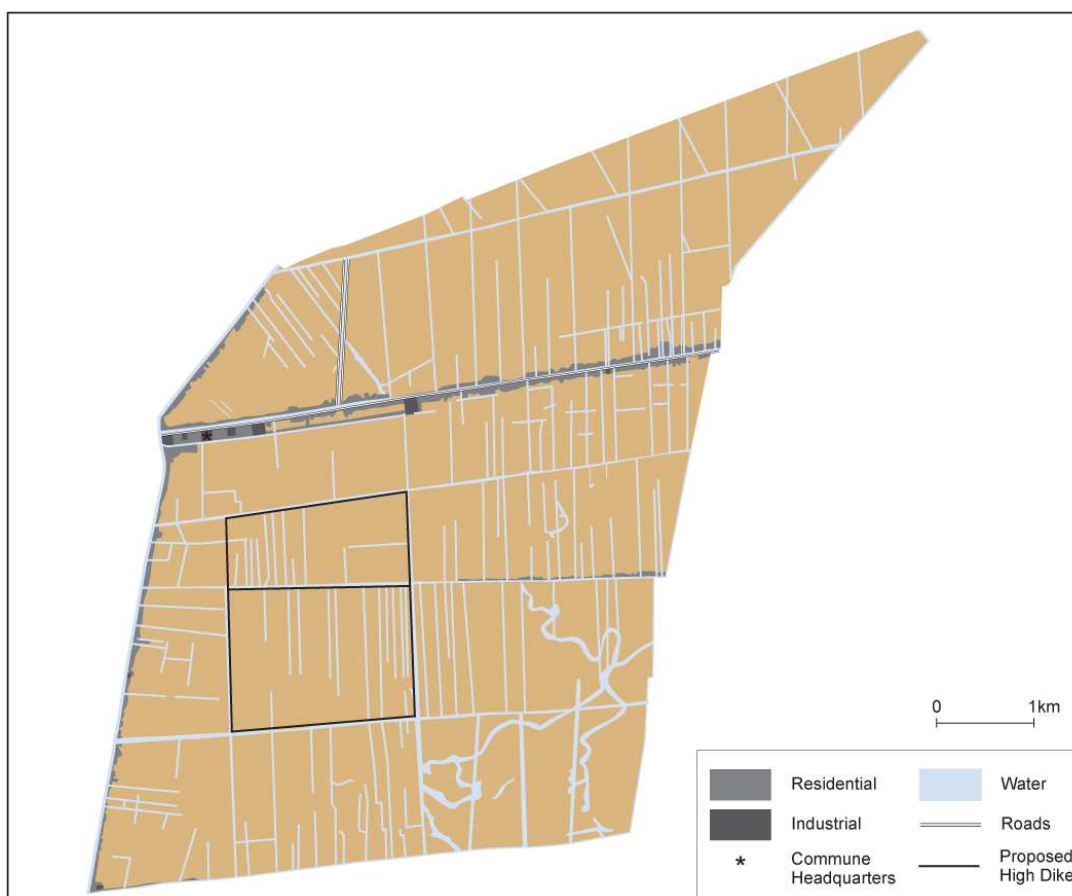 0 1km
Residential
Water
Industrial
Roads
*
Commune
Headquarters
Proposed
High Dike